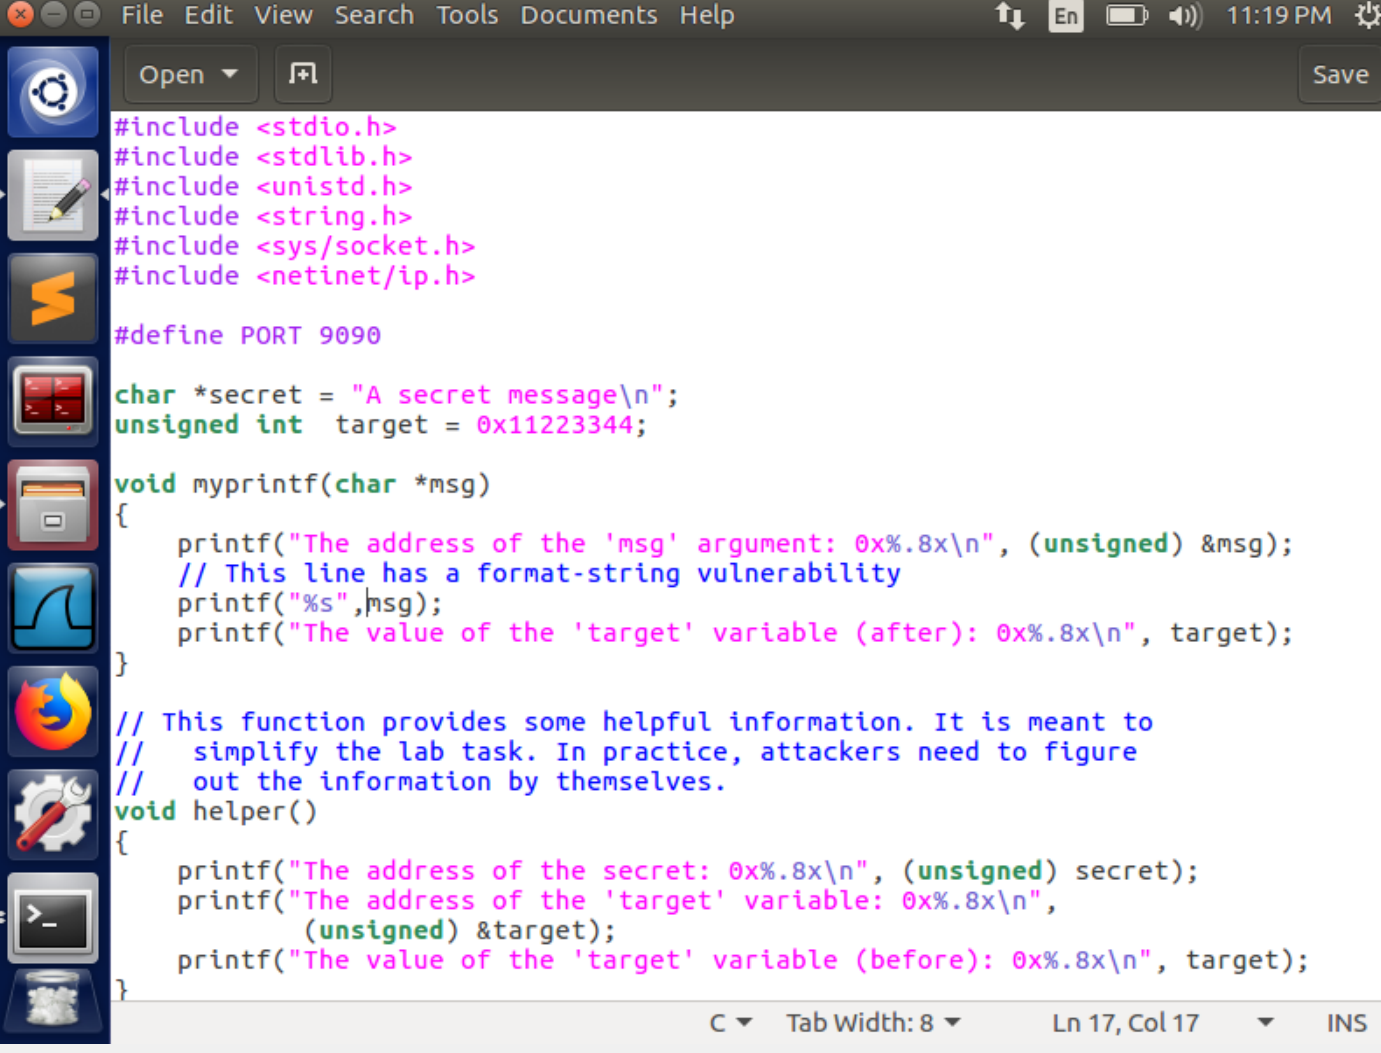 File Edit View Search Tools Documents Help En 11:19 PM
Open Save
#include <stdio.h>
#include <stdlib.h>
#include <unistd.h>
#include <string.h>
#include <sys/socket.h>
#include <netinet/ip.h>
#define PORT 9090
char *secret = "A secret message\n";
unsigned int  target = 0x11223344;
void myprintf(char *msg)
{
    printf("The address of the 'msg' argument: 0x%.8x\n", (unsigned) &msg);
    // This line has a format-string vulnerability
    printf("%s",msg);
    printf("The value of the 'target' variable (after): 0x%.8x\n", target);
}
// This function provides some helpful information. It is meant to
//   simplify the lab task. In practice, attackers need to figure
//   out the information by themselves.
void helper()
{
    printf("The address of the secret: 0x%.8x\n", (unsigned) secret);
    printf("The address of the 'target' variable: 0x%.8x\n",
            (unsigned) &target);
    printf("The value of the 'target' variable (before): 0x%.8x\n", target);
}
C Tab Width: 8 Ln 17, Col 17 INS